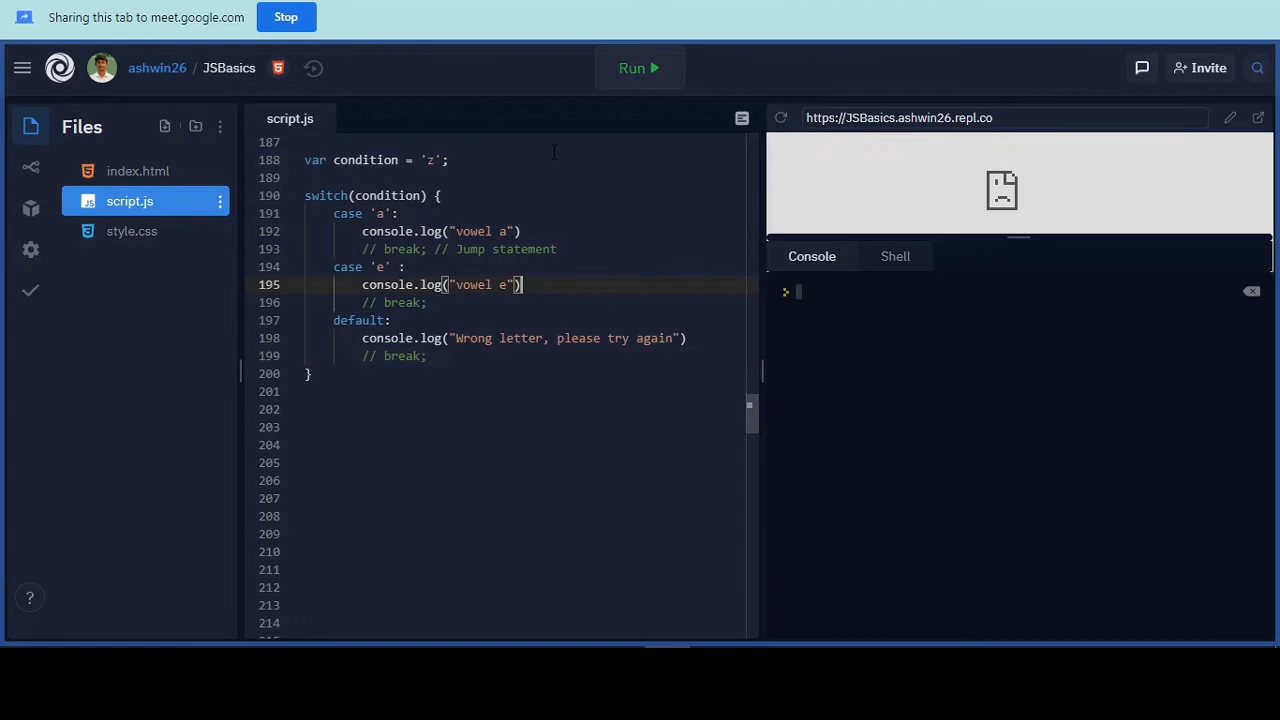 Sharing this tab to meet.google.com Stop
ashwin26 / JSBasics Run Invite
Files script.js https://JSBasics.ashwin26.repl.co
index.html
script.js
style.css
Console Shell
187
188 var condition = 'z';
189
190 switch(condition) {
191 case 'a':
192 console.log("vowel a")
193 // break; // Jump statement
194 case 'e' :
195 console.log("vowel e")
196 // break;
197 default:
198 console.log("Wrong letter, please try again")
199 // break;
200 }
201
202
203
204
205
206
207
208
209
210
211
212
213
214